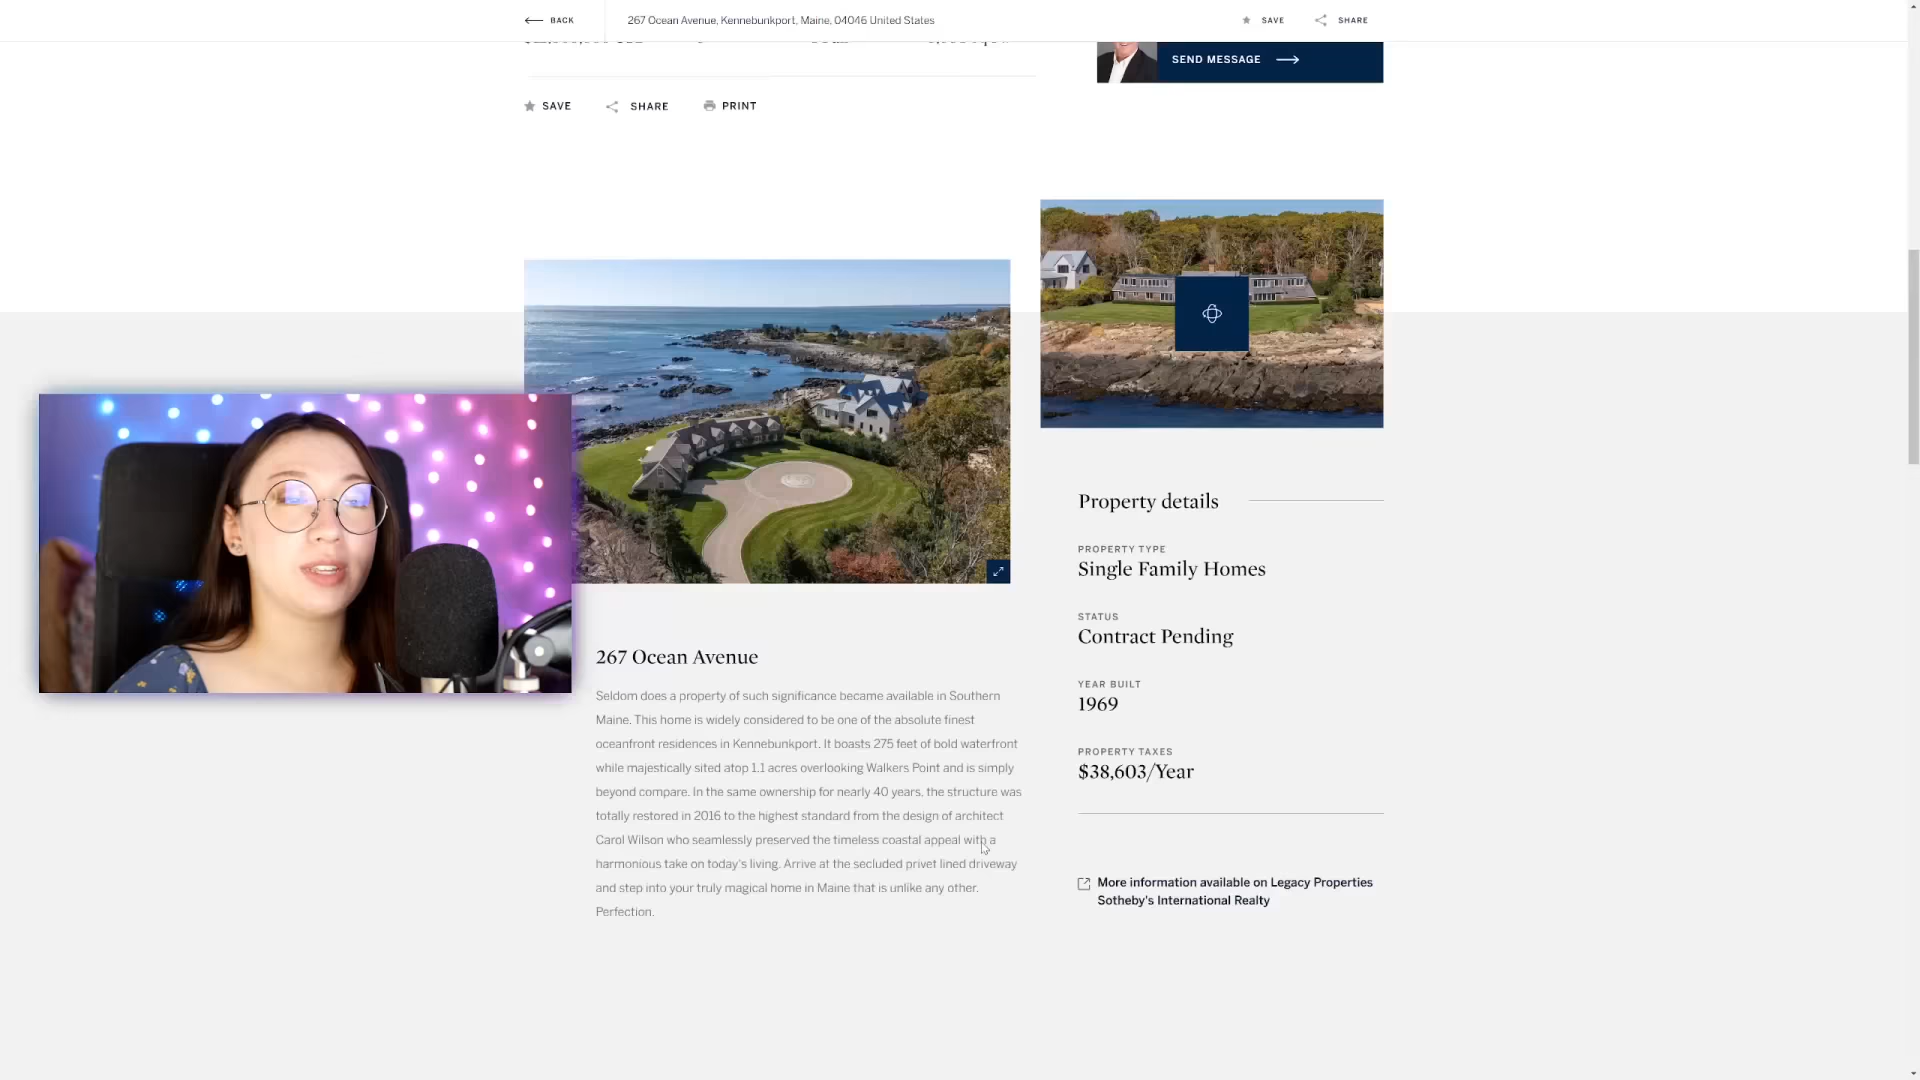 BACK
267 Ocean Avenue, Kennebunkport, Maine, 04046 United States
SAVE
SHARE
SEND MESSAGE
SAVE
SHARE
PRINT
267 Ocean Avenue
Seldom does a property of such significance became available in Southern
Maine. This home is widely considered to be one of the absolute finest
oceanfront residences in Kennebunkport. It boasts 275 feet of bold waterfront
while majestically sited atop 1.1 acres overlooking Walkers Point and is simply
beyond compare. In the same ownership for nearly 40 years, the structure was
totally restored in 2016 to the highest standard from the design of architect
Carol Wilson who seamlessly preserved the timeless coastal appeal with a
harmonious take on today's living. Arrive at the secluded privet lined driveway
and step into your truly magical home in Maine that is unlike any other.
Perfection.
Property details
PROPERTY TYPE
Single Family Homes
STATUS
Contract Pending
YEAR BUILT
1969
PROPERTY TAXES
$38,603/Year
More information available on Legacy Properties
Sotheby's International Realty